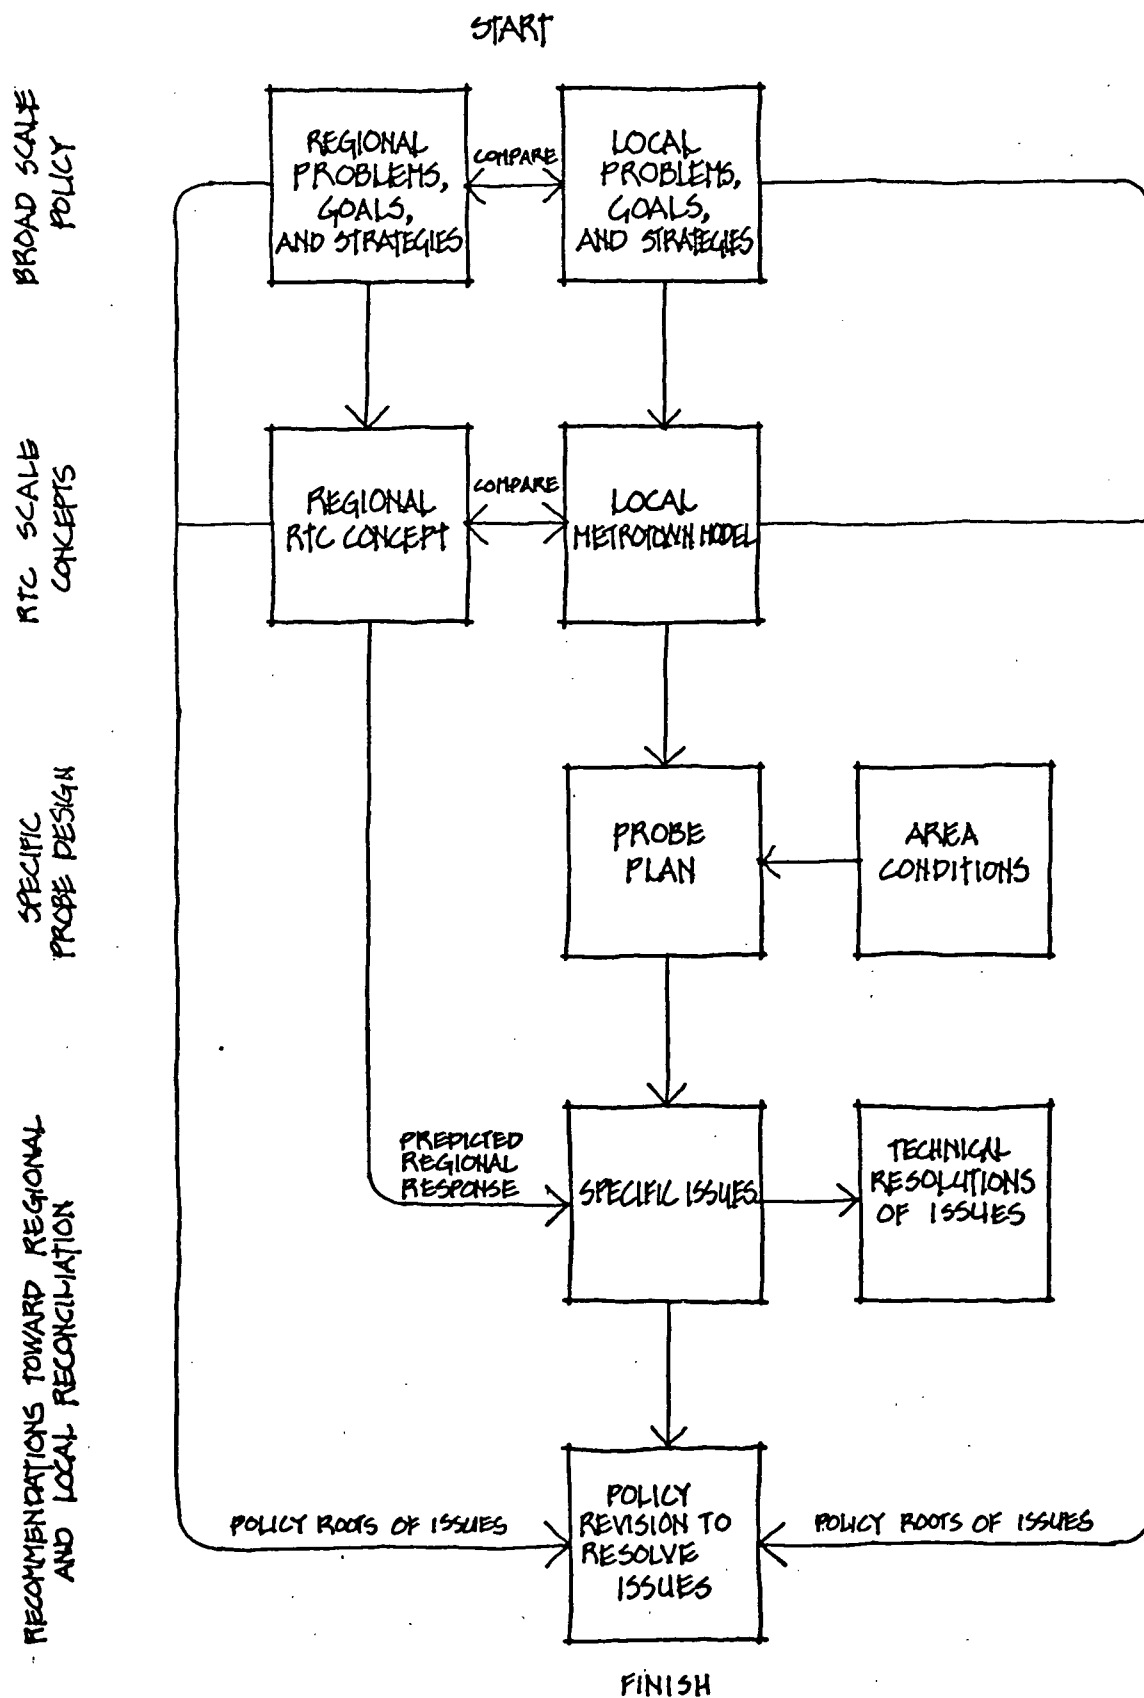 START
BROAD SCALE
POLICY
REGIONAL
PROBLEMS,
GOALS,
AND STRATEGIES
COMPARE
LOCAL
PROBLEMS,
GOALS,
AND STRATEGIES
RTC SCALE
CONCEPTS
REGIONAL
RTC CONCEPT
COMPARE
LOCAL
METROTOWN MODEL
SPECIFIC
PROBE DESIGN
PROBE
PLAN
AREA
CONDITIONS
RECOMMENDATIONS TOWARD REGIONAL
AND LOCAL RECONCILIATION
PREDICTED
REGIONAL
RESPONSE
SPECIFIC ISSUES
TECHNICAL
RESOLUTIONS
OF ISSUES
POLICY ROOTS OF ISSUES
POLICY
REVISION TO
RESOLVE
ISSUES
POLICY ROOTS OF ISSUES
FINISH